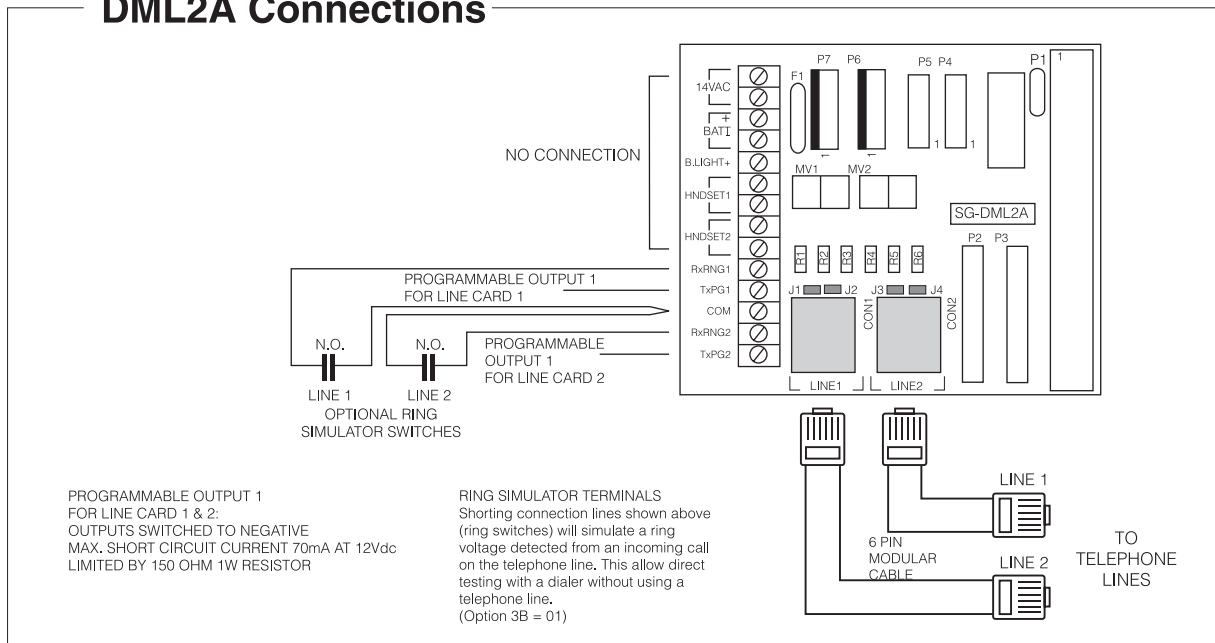 DML2A Connections
P7
P6
P5
P4
P1
1
F1
14VAC
+
BATT
-
NO CONNECTION
B.LIGHT+
1
1
1
1
MV1
MV2
HNDSET1
SG-DML2A
HNDSET2
P2
P3
R1
R2
R3
R4
R5
R6
RxRNG1
PROGRAMMABLE OUTPUT 1
FOR LINE CARD 1
TxPG1
J1
J2
J3
J4
COM
CON1
CON2
N.O.
N.O.
RxRNG2
PROGRAMMABLE
OUTPUT 1
FOR LINE CARD 2
TxPG2
LINE 1
LINE 2
LINE1
LINE2
OPTIONAL RING
SIMULATOR SWITCHES
PROGRAMMABLE OUTPUT 1
FOR LINE CARD 1 & 2:
OUTPUTS SWITCHED TO NEGATIVE
MAX. SHORT CIRCUIT CURRENT 70mA AT 12Vdc
LIMITED BY 150 OHM 1W RESISTOR
RING SIMULATOR TERMINALS
Shorting connection lines shown above
(ring switches) will simulate a ring
voltage detected from an incoming call
on the telephone line. This allow direct
testing with a dialer without using a
telephone line.
(Option 3B = 01)
LINE 1
6 PIN
MODULAR
CABLE
LINE 2
TO
TELEPHONE
LINES